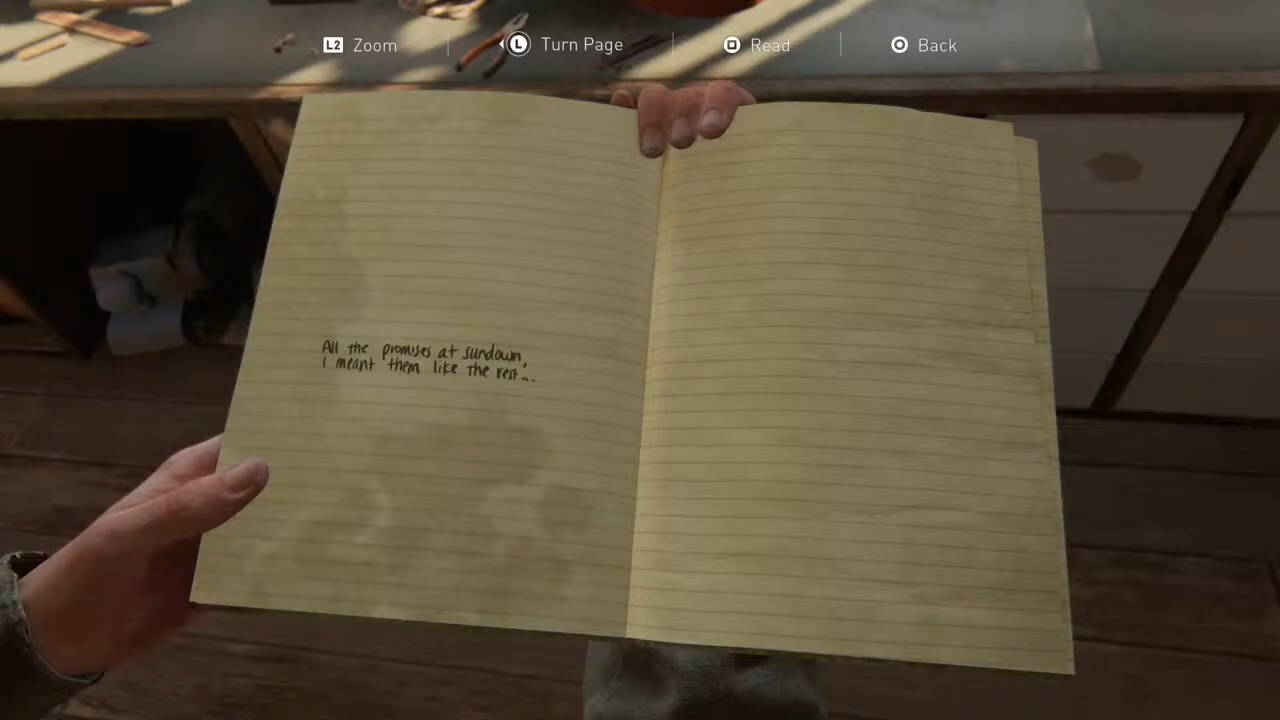 L2 Zoom
L Turn Page
Read
Back
All the promises at sundown,
I meant them like the rest...